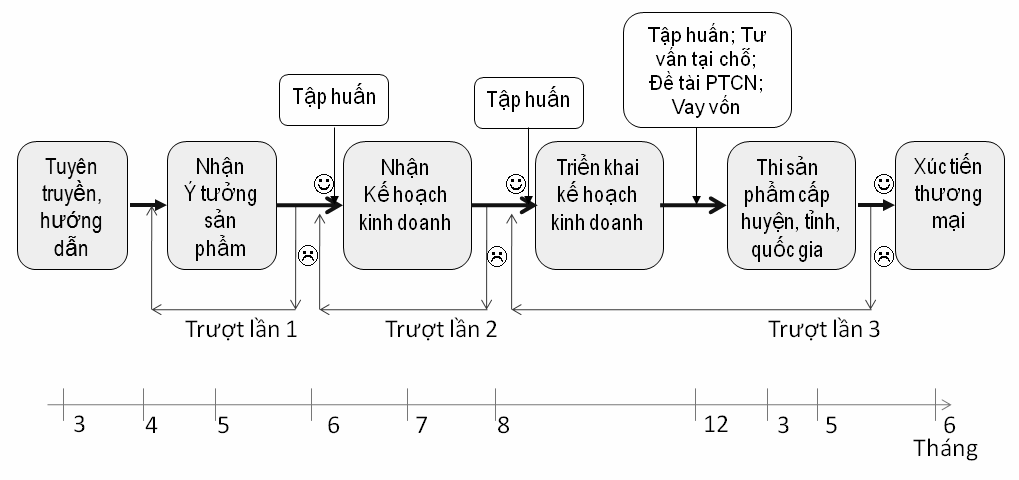 Tập huấn; Tư
vấn tại chỗ;
Đề tài PTCN;
Vay vốn
Tập huấn
Tập huấn
Tuyên
truyền,
hướng
dẫn
Nhận
Ý tưởng
sản
phẩm
Nhận
Kế hoạch
kinh doanh
Triển khai
kế hoạch
kinh doanh
Thi sản
phẩm cấp
huyện, tỉnh,
quốc gia
Xúc tiến
thương
mại
Trượt lần 1
Trượt lần 2
Trượt lần 3
3 4 5 6 7 8 12 3 5 6
Tháng